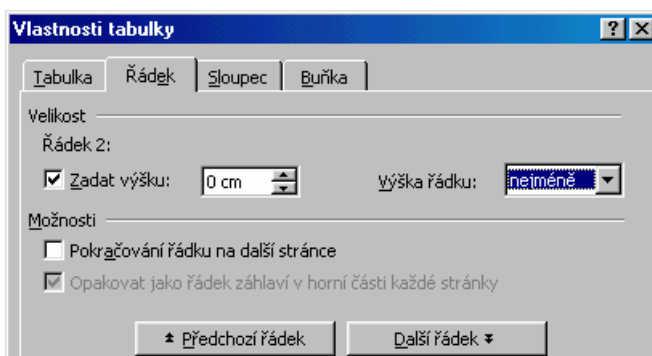 Vlastnosti tabulky
Tabulka Řádek Sloupec Buňka
Velikost
Řádek 2:
Zadat výšku: 0 cm Výška řádku: nejméně
Možnosti
Pokračování řádku na další stránce
Opakovat jako řádek záhlaví v horní části každé stránky
Předchozí řádek Další řádek